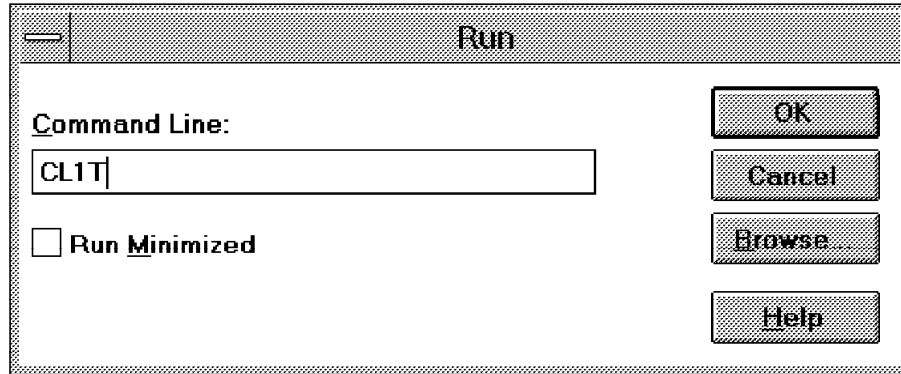 Run
Command Line:
CL1T
Run Minimized
OK
Cancel
Browse...
Help